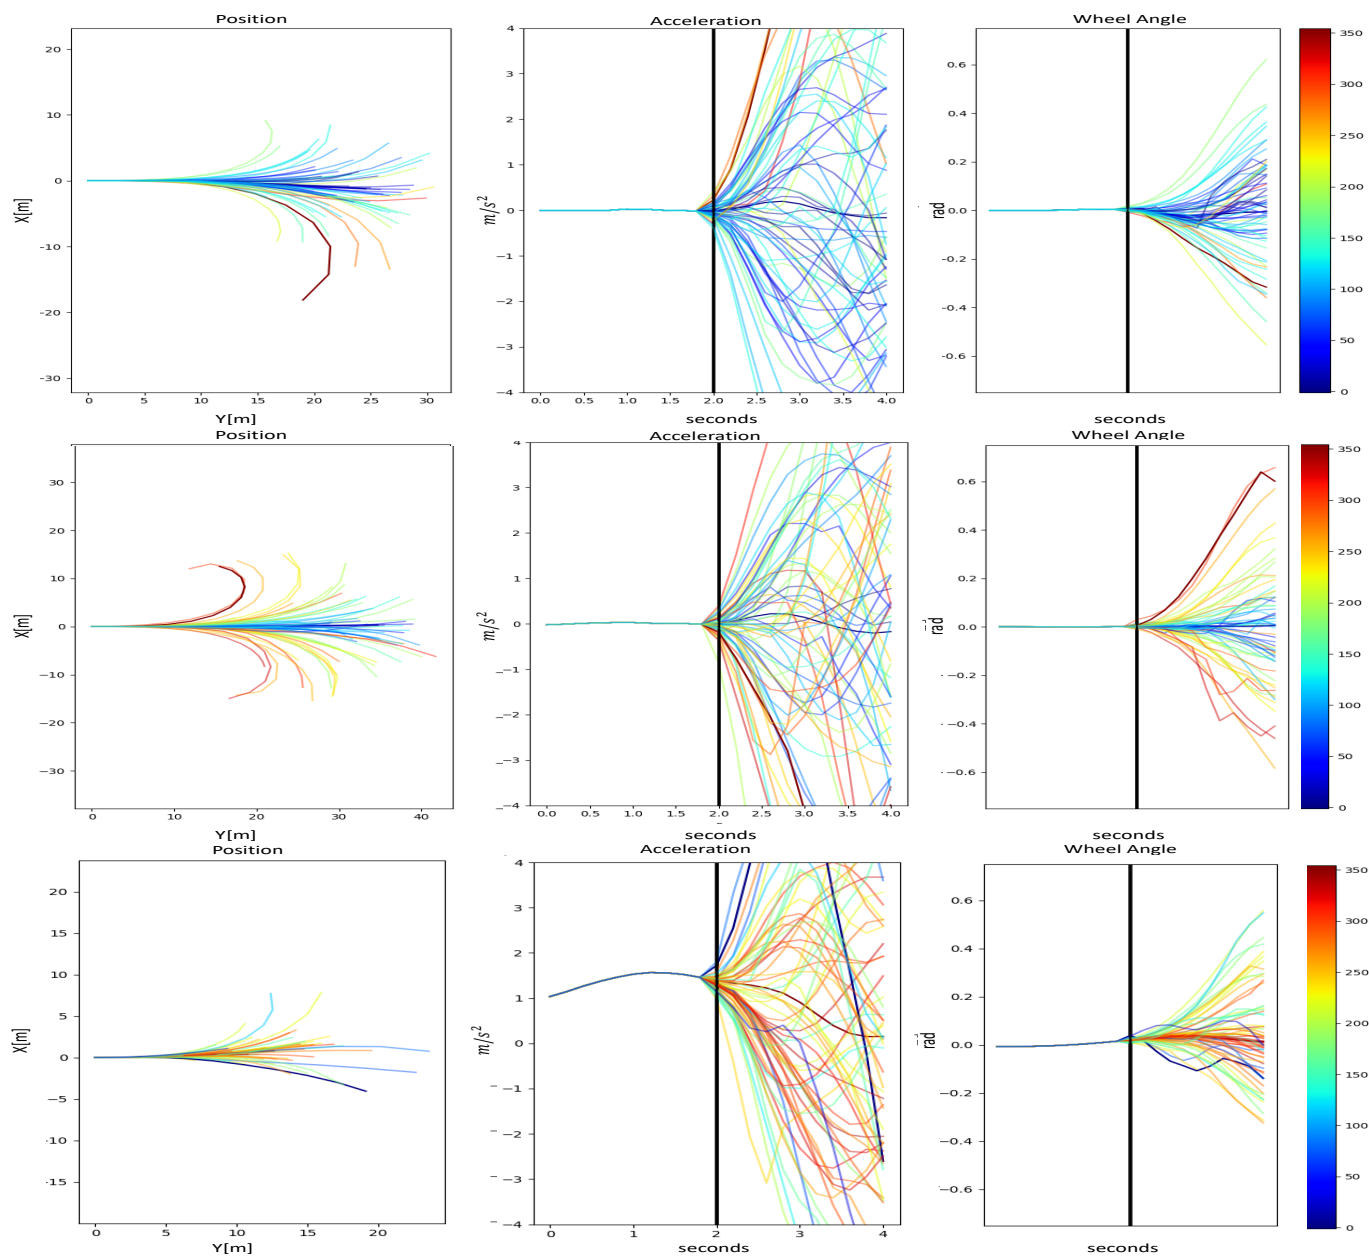 Position Acceleration Wheel Angle
20 10 0 -10 -20 -30
X[m]
0 5 10 15 20 25 30
Y[m]
4 3 2 1 0 −1 −2 −3 −4
m/s²
0.0 0.5 1.0 1.5 2.0 2.5 3.0 3.5 4.0
seconds
0.6 0.4 0.2 0.0 -0.2 -0.4 -0.6
rad
seconds
350 300 250 200 150 100 50 0
Position Acceleration Wheel Angle
30 20 10 0 −10 −20 −30
X[m]
0 10 20 30 40
Y[m]
4 3 2 1 0 −1 −2 −3 −4
m/s²
0.0 0.5 1.0 1.5 2.0 2.5 3.0 3.5 4.0
seconds
0.6 0.4 0.2 0.0 −0.2 −0.4 −0.6
rad
seconds
350 300 250 200 150 100 50 0
Position Acceleration Wheel Angle
20 15 10 5 0 −5 -10 -15
X[m]
0 5 10 15 20
Y[m]
4 3 2 1 0 −1 −2 −3 −4
m/s²
0 1 2 3 4
seconds
0.6 0.4 0.2 0.0 −0.2 −0.4 −0.6
rad
seconds
350 300 250 200 150 100 50 0